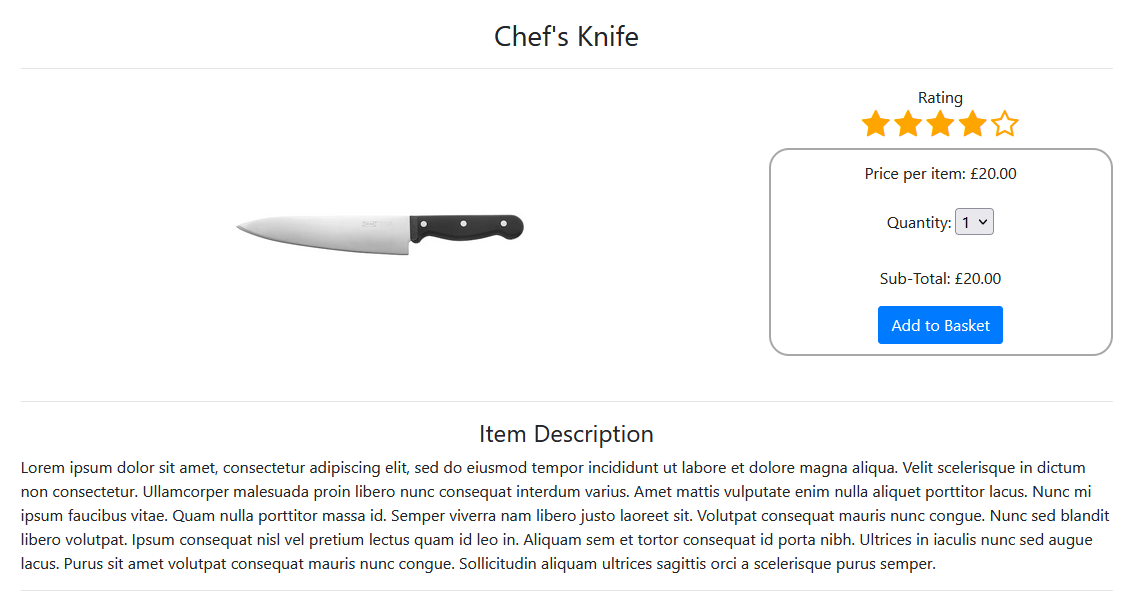 Chef's Knife
Rating
Price per item: £20.00
Quantity: 1
Sub-Total: £20.00
Add to Basket
Item Description
Lorem ipsum dolor sit amet, consectetur adipiscing elit, sed do eiusmod tempor incididunt ut labore et dolore magna aliqua. Velit scelerisque in dictum
non consectetur. Ullamcorper malesuada proin libero nunc consequat interdum varius. Amet mattis vulputate enim nulla aliquet porttitor lacus. Nunc mi
ipsum faucibus vitae. Quam nulla porttitor massa id. Semper viverra nam libero justo laoreet sit. Volutpat consequat mauris nunc congue. Nunc sed blandit
libero volutpat. Ipsum consequat nisl vel pretium lectus quam id leo in. Aliquam sem et tortor consequat id porta nibh. Ultrices in iaculis nunc sed augue
lacus. Purus sit amet volutpat consequat mauris nunc congue. Sollicitudin aliquam ultrices sagittis orci a scelerisque purus semper.